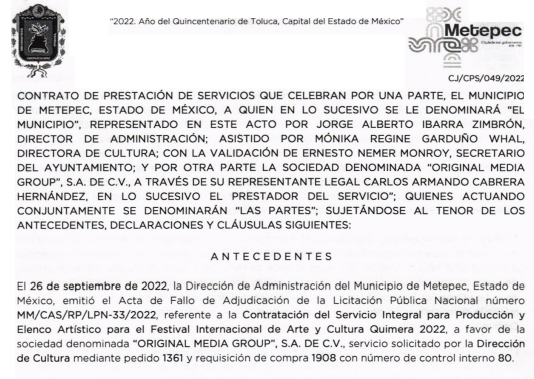 "2022. Año del Quincentenario de Toluca, Capital del Estado de México"
Metepec
CJ/CPS/049/2022
CONTRATO DE PRESTACIÓN DE SERVICIOS QUE CELEBRAN POR UNA PARTE, EL MUNICIPIO
DE METEPEC, ESTADO DE MÉXICO, A QUIEN EN LO SUCESIVO SE LE DENOMINARÁ "EL
MUNICIPIO", REPRESENTADO EN ESTE ACTO POR JORGE ALBERTO IBARRA ZIMBRÓN,
DIRECTOR DE ADMINISTRACIÓN; ASISTIDO POR MÓNIKA REGINE GARDUÑO WHAL,
DIRECTORA DE CULTURA; CON LA VALIDACIÓN DE ERNESTO NEMER MONROY, SECRETARIO
DEL AYUNTAMIENTO; Y POR OTRA PARTE LA SOCIEDAD DENOMINADA "ORIGINAL MEDIA
GROUP", S.A. DE C.V., A TRAVÉS DE SU REPRESENTANTE LEGAL CARLOS ARMANDO CABRERA
HERNÁNDEZ, EN LO SUCESIVO EL PRESTADOR DEL SERVICIO"; QUIENES ACTUANDO
CONJUNTAMENTE SE DENOMINARÁN "LAS PARTES"; SUJETÁNDOSE AL TENOR DE LOS
ANTECEDENTES, DECLARACIONES Y CLÁUSULAS SIGUIENTES:
ANTECEDENTES
El 26 de septiembre de 2022, la Dirección de Administración del Municipio de Metepec, Estado de
México, emitió el Acta de Fallo de Adjudicación de la Licitación Pública Nacional número
MM/CAS/RP/LPN-33/2022, referente a la Contratación del Servicio Integral para Producción y
Elenco Artístico para el Festival Internacional de Arte y Cultura Quimera 2022, a favor de la
sociedad denominada "ORIGINAL MEDIA GROUP", S.A. DE C.V., servicio solicitado por la Dirección
de Cultura mediante pedido 1361 y requisición de compra 1908 con número de control interno 80.